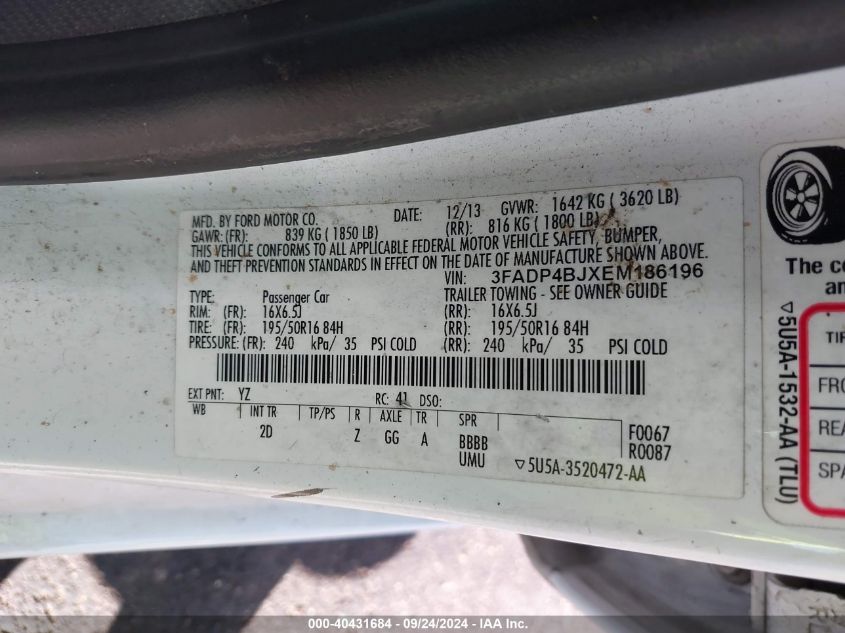 MFD. BY FORD MOTOR CO. DATE: 12/13 GVWR: 1642 KG ( 3620 LB)
GAWR: (FR): 839 KG ( 1850 LB) (RR): 816 KG ( 1800 LB)
THIS VEHICLE CONFORMS TO ALL APPLICABLE FEDERAL MOTOR VEHICLE SAFETY, BUMPER,
AND THEFT PREVENTION STANDARDS IN EFFECT ON THE DATE OF MANUFACTURE SHOWN ABOVE.
VIN: 3FADP4BJXEM186196
TYPE: Passenger Car TRAILER TOWING - SEE OWNER GUIDE
RIM: (FR): 16X6.5J (RR): 16X6.5J
TIRE: (FR): 195/50R16 84H (RR): 195/50R16 84H
PRESSURE: (FR): 240 kPa/ 35 PSI COLD (RR): 240 kPa/ 35 PSI COLD
EXT PNT: YZ RC: 41 DSO:
WB INT TR TP/PS R AXLE TR SPR
2D Z GG A BBBB
UMU
F0067
R0087
▽5U5A-3520472-AA
The co
an
▽5U5A-1532-AA (TLU)
TIR
FRO
REA
SPA
000-40431684 - 09/24/2024 - IAA Inc.